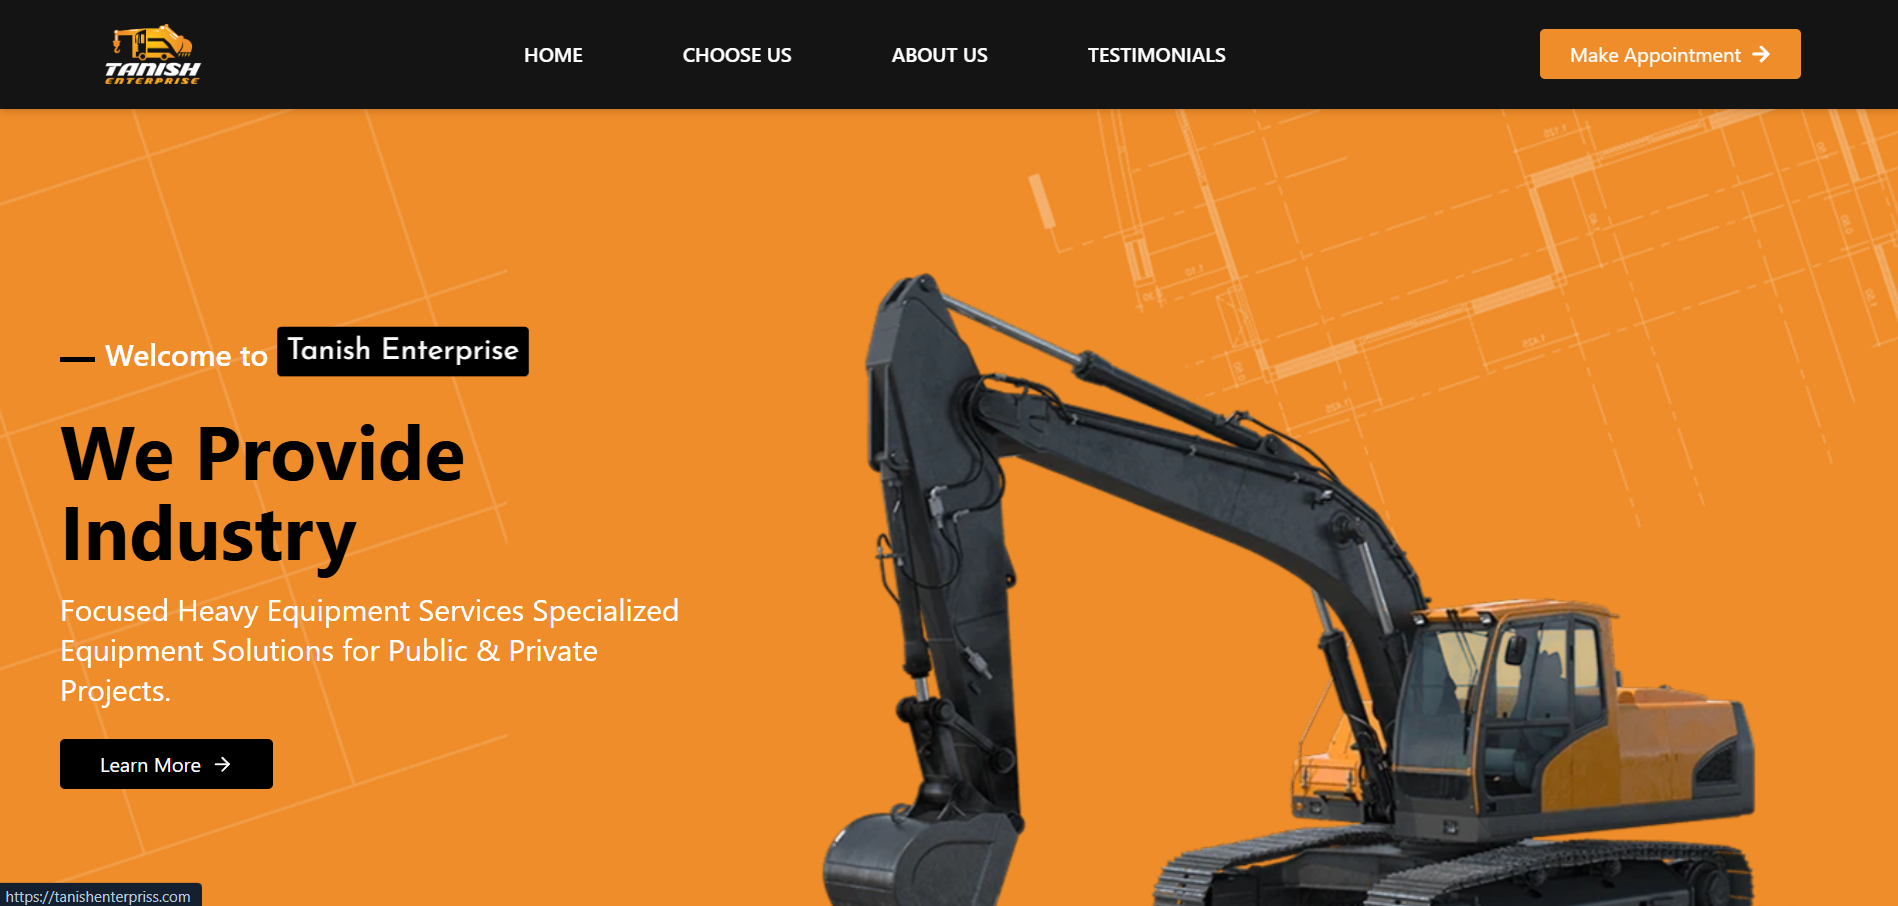 TANISH
ENTERPRISE
HOME
CHOOSE US
ABOUT US
TESTIMONIALS
Make Appointment
Welcome to Tanish Enterprise
We Provide
Industry
Focused Heavy Equipment Services Specialized
Equipment Solutions for Public & Private
Projects.
Learn More
https://tanishenterpriss.com